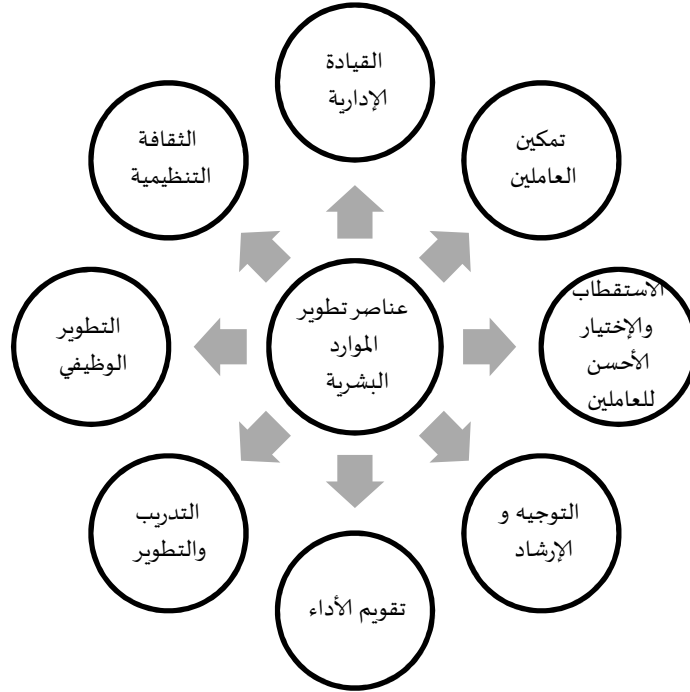 القيادة
الإدارية
تمكين
العاملين
الاستقطاب
والإختيار
الأحسن
للعاملين
التوجيه و
الإرشاد
تقويم الأداء
التدريب
والتطوير
التطوير
الوظيفي
الثقافة
التنظيمية
عناصر تطوير
الموارد
البشرية